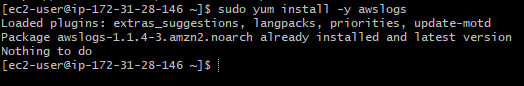 [ec2-user@ip-172-31-28-146 ~]$ sudo yum install -y awslogs
Loaded plugins: extras_suggestions, langpacks, priorities, update-motd
Package awslogs-1.1.4-3.amzn2.noarch already installed and latest version
Nothing to do
[ec2-user@ip-172-31-28-146 ~]$